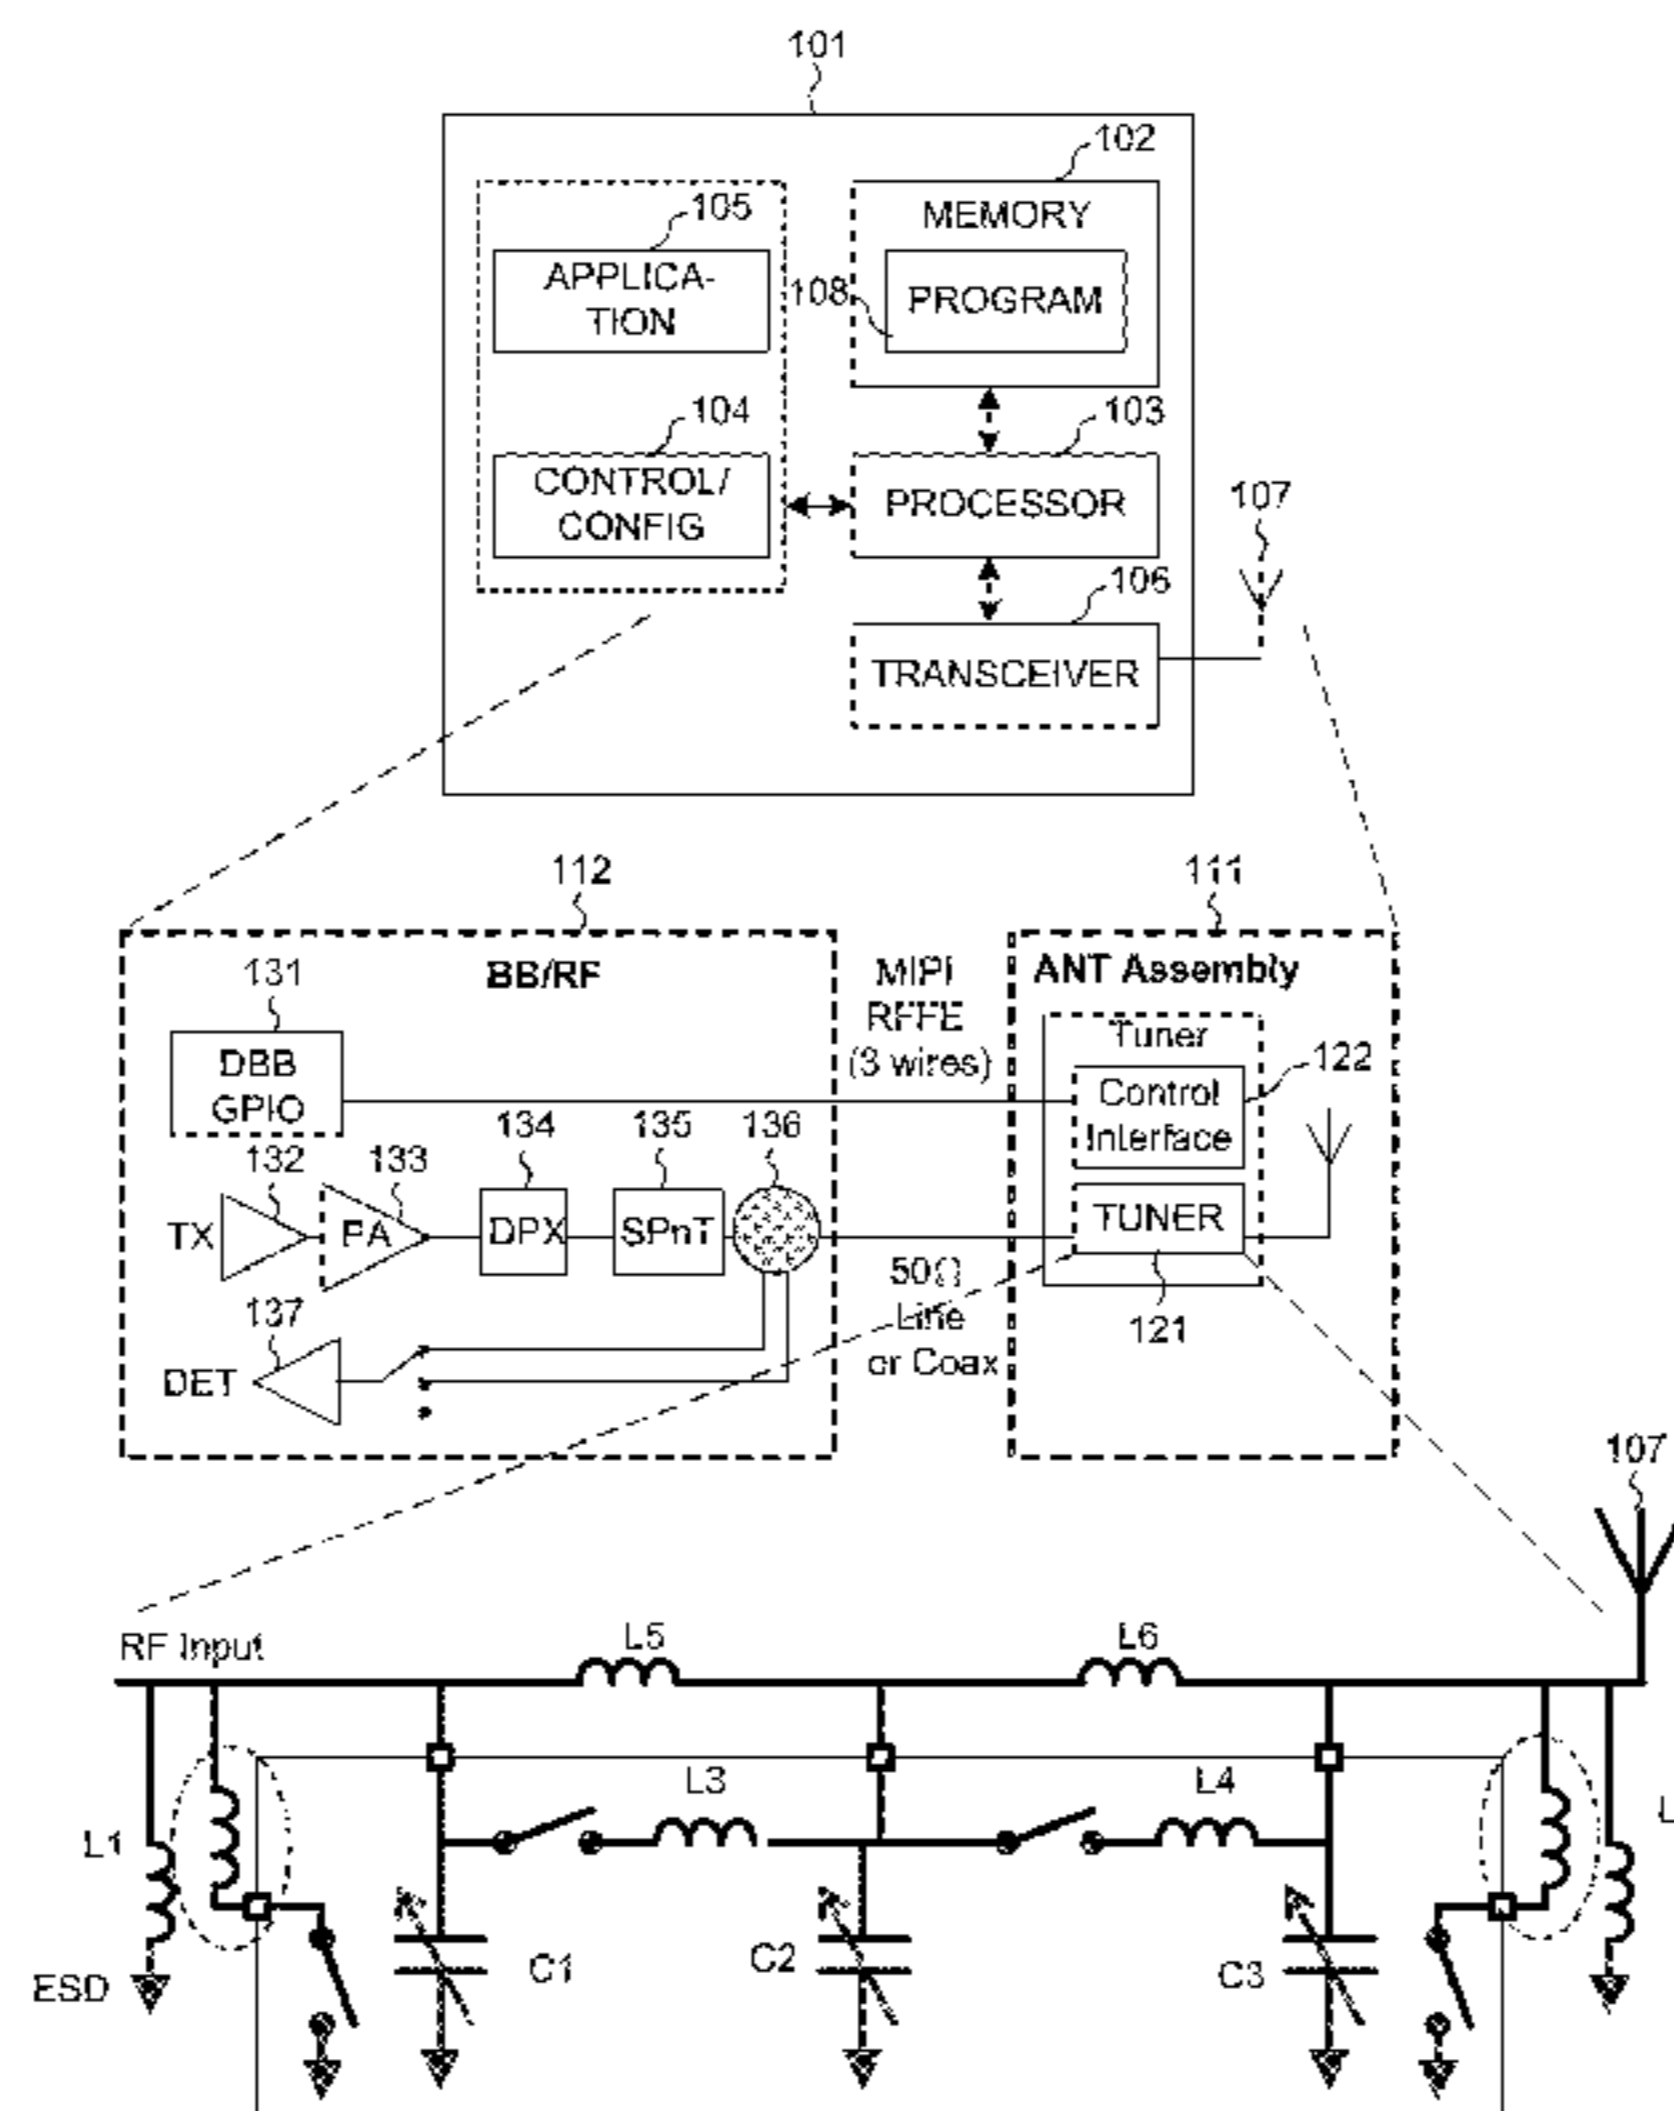 101
102
105
MEMORY
APPLICA-
TION
108
PROGRAM
104
103
CONTROL/
CONFIG
PROCESSOR
107
106
TRANSCEIVER
112
111
131
BB/RF
MIPI
RFFE
(3 wires)
ANT Assembly
Tuner
DBB
GPIO
122
Control
Interface
132
133
134
135
136
TX
PA
DPX
SPnT
TUNER
50Ω
Line
or Coax
121
137
DET
107
RF Input
L5
L6
L3
L4
L1
L
C1
C2
C3
ESD